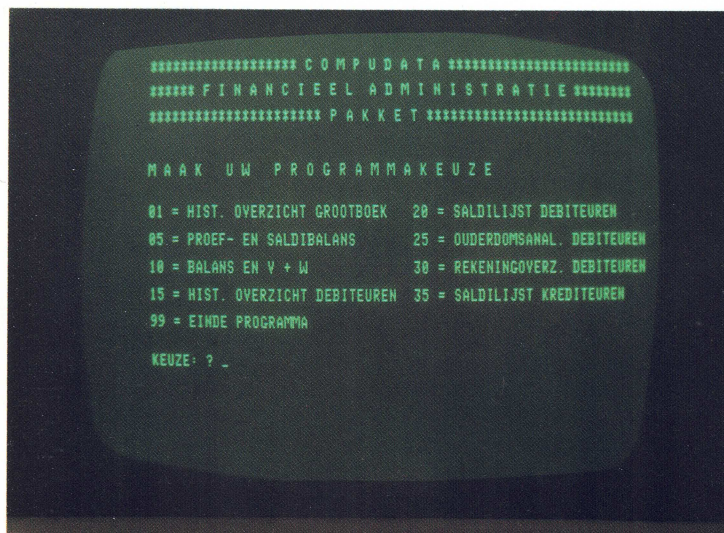 ******************* C O M P U D A T A ************************
****** F I N A N C I E E L  A D M I N I S T R A T I E ********
*********************** P A K K E T ****************************
M A A K  U W  P R O G R A M M A K E U Z E
01 = HIST. OVERZICHT GROOTBOEK 20 = SALDILIJST DEBITEUREN
05 = PROEF- EN SALDIBALANS 25 = OUDERDOMSANAL. DEBITEUREN
10 = BALANS EN V + W 30 = REKENINGOVERZ. DEBITEUREN
15 = HIST. OVERZICHT DEBITEUREN 35 = SALDILIJST KREDITEUREN
99 = EINDE PROGRAMMA
KEUZE: ? _